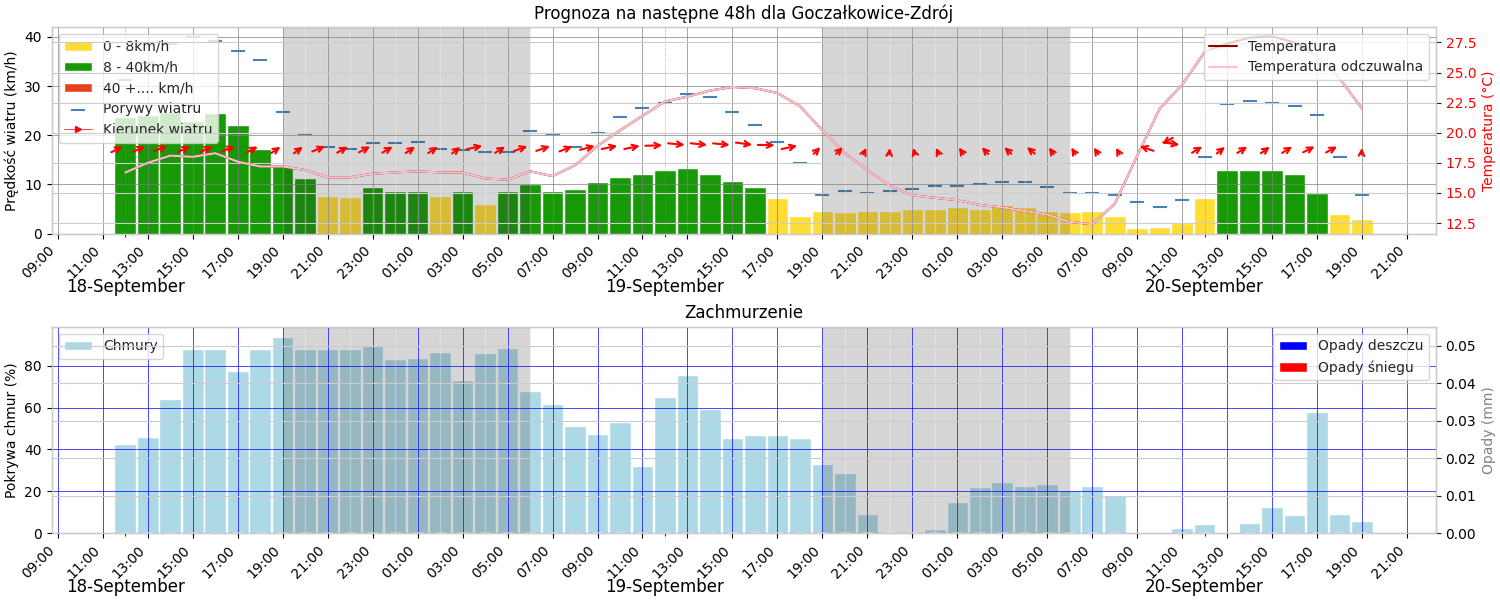 Prognoza na następne 48h dla Goczałkowice-Zdrój
Prędkość wiatru (km/h)
40
30
20
10
0
0 - 8km/h
8 - 40km/h
40 +.... km/h
Porywy wiatru
Kierunek wiatru
Temperatura
Temperatura odczuwalna
27.5
25.0
22.5
20.0
17.5
15.0
12.5
Temperatura (°C)
09:00 11:00 13:00 15:00 17:00 19:00 21:00 23:00 01:00 03:00 05:00 07:00 09:00 11:00 13:00 15:00 17:00 19:00 21:00 23:00 01:00 03:00 05:00 07:00 09:00 11:00 13:00 15:00 17:00 19:00 21:00
18-September 19-September 20-September
Zachmurzenie
Pokrywa chmur (%)
80
60
40
20
0
Chmury
Opady deszczu
Opady śniegu
0.05
0.04
0.03
0.02
0.01
0.00
Opady (mm)
09:00 11:00 13:00 15:00 17:00 19:00 21:00 23:00 01:00 03:00 05:00 07:00 09:00 11:00 13:00 15:00 17:00 19:00 21:00 23:00 01:00 03:00 05:00 07:00 09:00 11:00 13:00 15:00 17:00 19:00 21:00
18-September 19-September 20-September